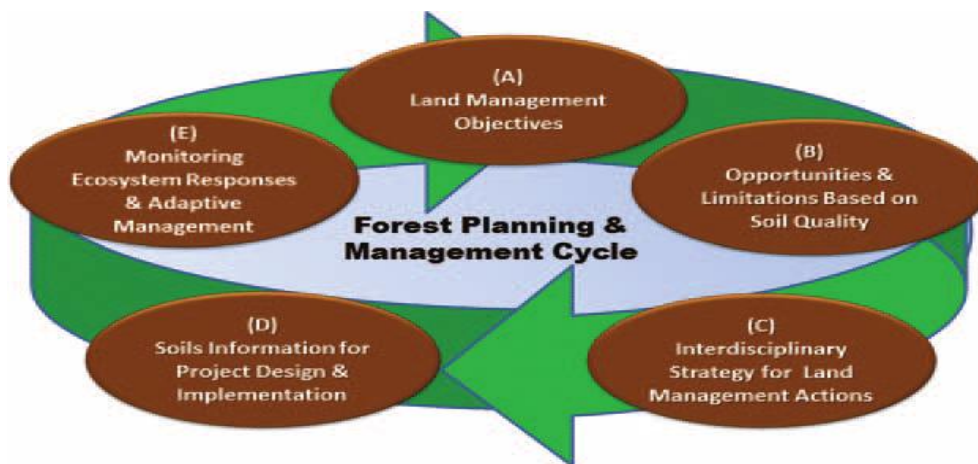 (A)
Land Management
Objectives
(B)
Opportunities &
Limitations Based on
Soil Quality
(C)
Interdisciplinary
Strategy for Land
Management Actions
(D)
Soils Information for
Project Design &
Implementation
(E)
Monitoring
Ecosystem Responses
& Adaptive
Management
Forest Planning &
Management Cycle